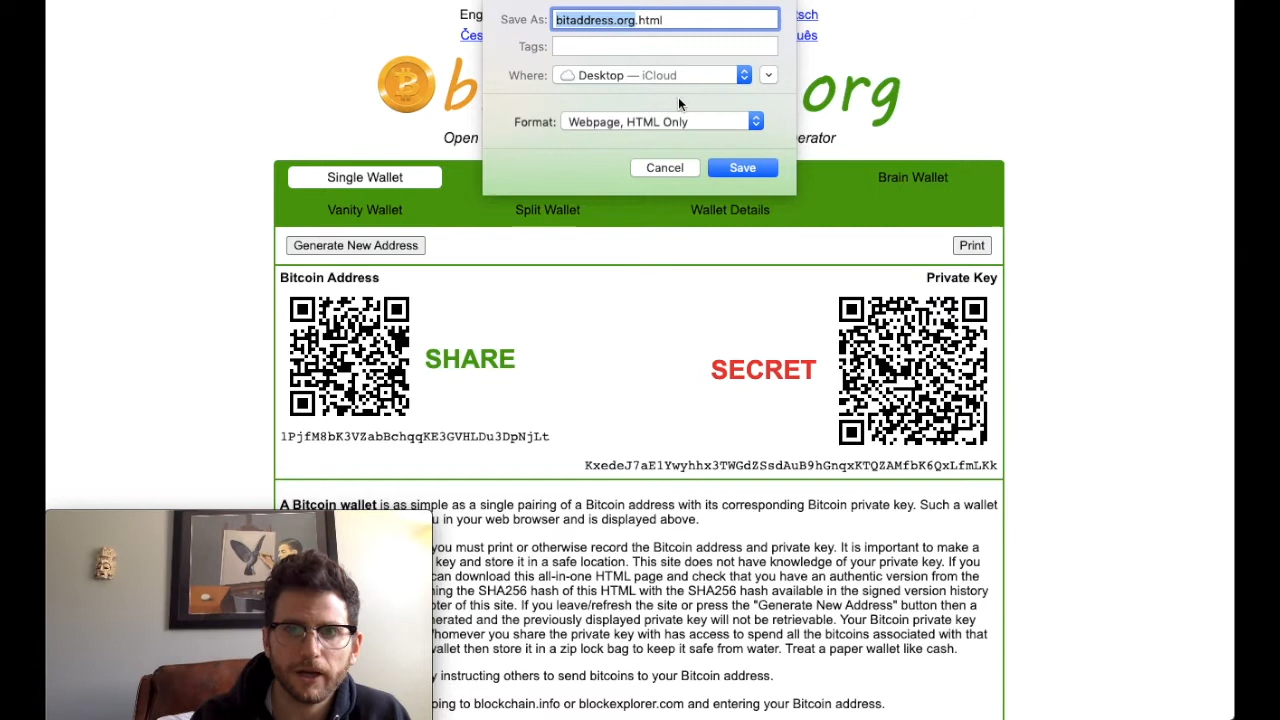 Eng
tsch
Čes
uês
Save As: bitaddress.org.html
Tags:
Where: Desktop — iCloud
Format: Webpage, HTML Only
Cancel
Save
b
org
Open
erator
Single Wallet
Brain Wallet
Vanity Wallet
Split Wallet
Wallet Details
Generate New Address
Print
Bitcoin Address
Private Key
SHARE
SECRET
1PjfM8bK3VZabBchqqKE3GVHLDu3DpNjLt
KxedeJ7aE1Ywyhhx3TWGdZSsdAuB9hGnqxKTQZAMfbK6QxLfmLKk
A Bitcoin wallet is as simple as a single pairing of a Bitcoin address with its corresponding Bitcoin private key. Such a wallet
u in your web browser and is displayed above.
you must print or otherwise record the Bitcoin address and private key. It is important to make a
key and store it in a safe location. This site does not have knowledge of your private key. If you
can download this all-in-one HTML page and check that you have an authentic version from the
ning the SHA256 hash of this HTML with the SHA256 hash available in the signed version history
oter of this site. If you leave/refresh the site or press the "Generate New Address" button then a
nerated and the previously displayed private key will not be retrievable. Your Bitcoin private key
Vhomever you share the private key with has access to spend all the bitcoins associated with that
wallet then store it in a zip lock bag to keep it safe from water. Treat a paper wallet like cash.
y instructing others to send bitcoins to your Bitcoin address.
oing to blockchain.info or blockexplorer.com and entering your Bitcoin address.